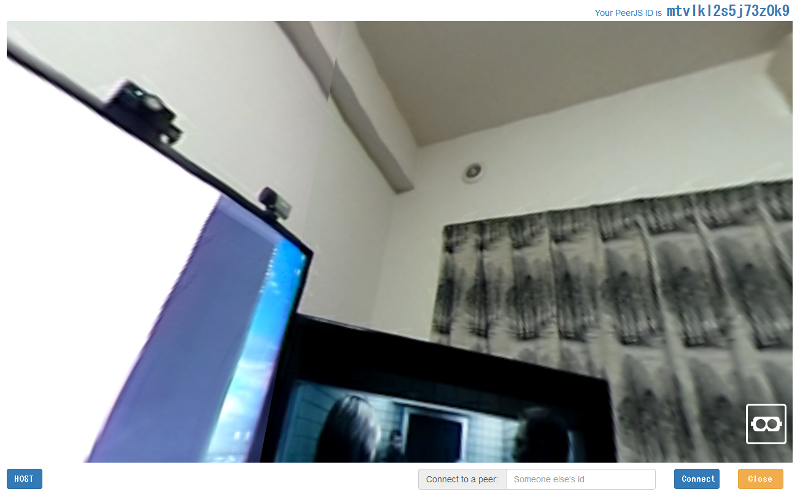 Your PeerJS ID is mtvlkl2s5j73z0k9
HOST
Connect to a peer: Someone else's id Connect Close